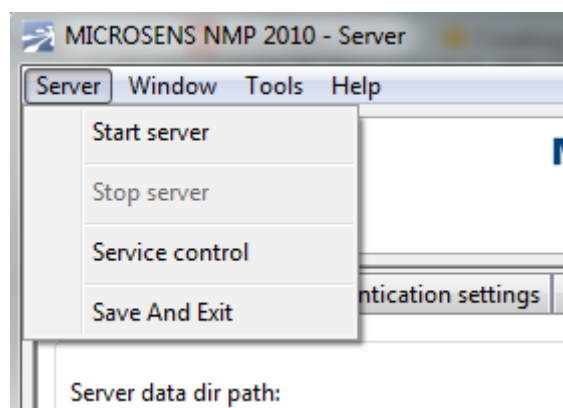 MICROSENS NMP 2010 - Server
Server Window Tools Help
Start server
Stop server
Service control
Save And Exit
ntication settings
Server data dir path: